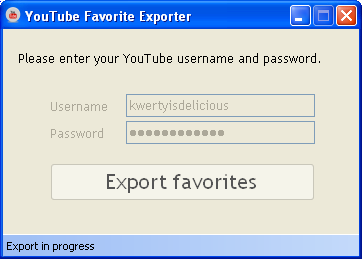 YouTube Favorite Exporter
Please enter your YouTube username and password.
Username kwertyisdelicious
Password ●●●●●●●●●●●●
Export favorites
Export in progress